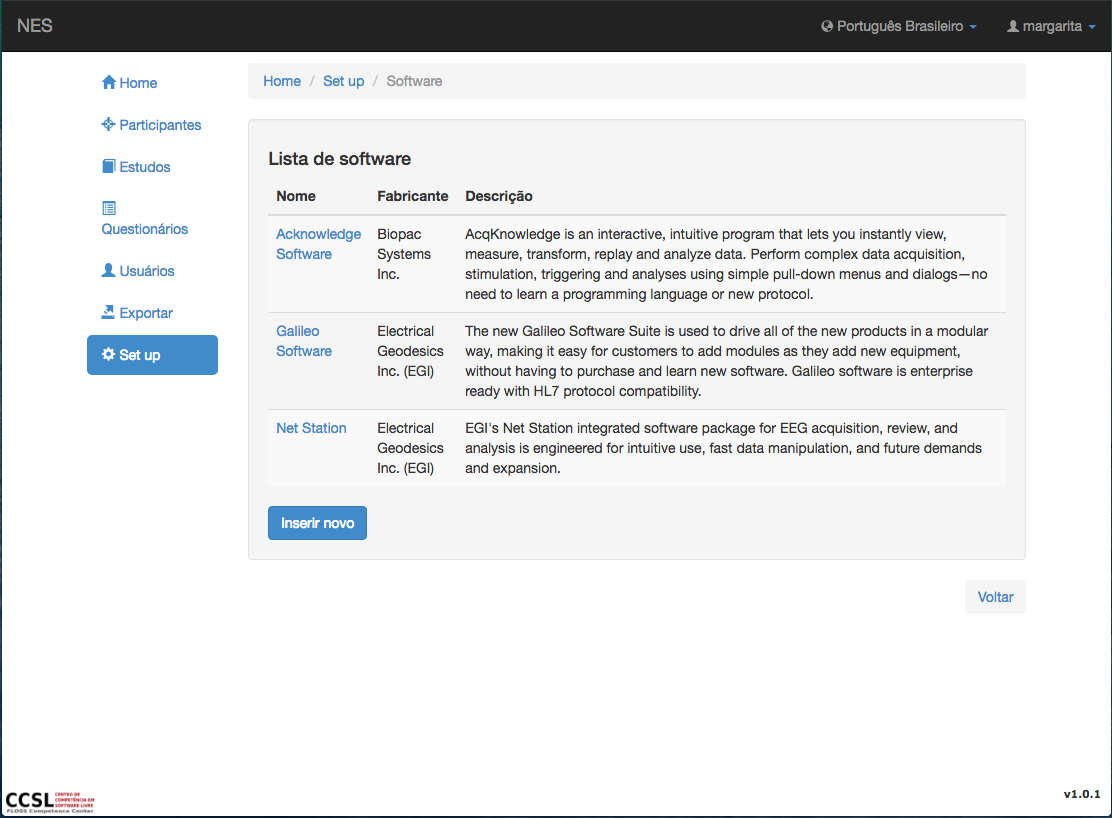 NES
Português Brasileiro
margarita
Home
Participantes
Estudos
Questionários
Usuários
Exportar
Set up
Home / Set up / Software
Lista de software
Nome Fabricante Descrição
Acknowledge
Software
Biopac
Systems
Inc.
AcqKnowledge is an interactive, intuitive program that lets you instantly view,
measure, transform, replay and analyze data. Perform complex data acquisition,
stimulation, triggering and analyses using simple pull-down menus and dialogs—no
need to learn a programming language or new protocol.
Galileo
Software
Electrical
Geodesics
Inc. (EGI)
The new Galileo Software Suite is used to drive all of the new products in a modular
way, making it easy for customers to add modules as they add new equipment,
without having to purchase and learn new software. Galileo software is enterprise
ready with HL7 protocol compatibility.
Net Station
Electrical
Geodesics
Inc. (EGI)
EGI's Net Station integrated software package for EEG acquisition, review, and
analysis is engineered for intuitive use, fast data manipulation, and future demands
and expansion.
Inserir novo
Voltar
CCSL
CENTRO DE
COMPETÊNCIA EM
SOFTWARE LIVRE
FLOSS Competence Center
v1.0.1